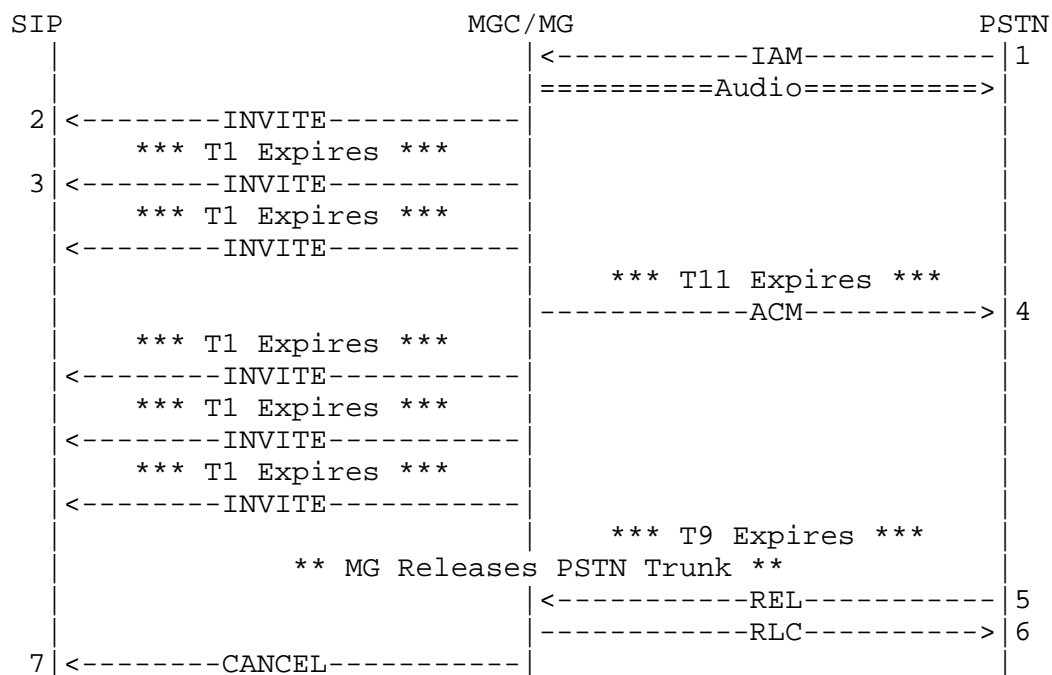 SIP                       MGC/MG                       PSTN
  |                          |<-----------IAM-----------|1
  |                          |==========Audio==========>|
 2|<--------INVITE-----------|                          |
  |    *** T1 Expires ***    |                          |
 3|<--------INVITE-----------|                          |
  |    *** T1 Expires ***    |                          |
  |<--------INVITE-----------|                          |
  |                          |    *** T11 Expires ***   |
  |                          |------------ACM---------->|4
  |    *** T1 Expires ***    |                          |
  |<--------INVITE-----------|                          |
  |    *** T1 Expires ***    |                          |
  |<--------INVITE-----------|                          |
  |    *** T1 Expires ***    |                          |
  |<--------INVITE-----------|                          |
  |                          |    *** T9 Expires ***    |
  |             ** MG Releases PSTN Trunk **            |
  |                          |<-----------REL-----------|5
  |                          |------------RLC---------->|6
 7|<--------CANCEL-----------|                          |